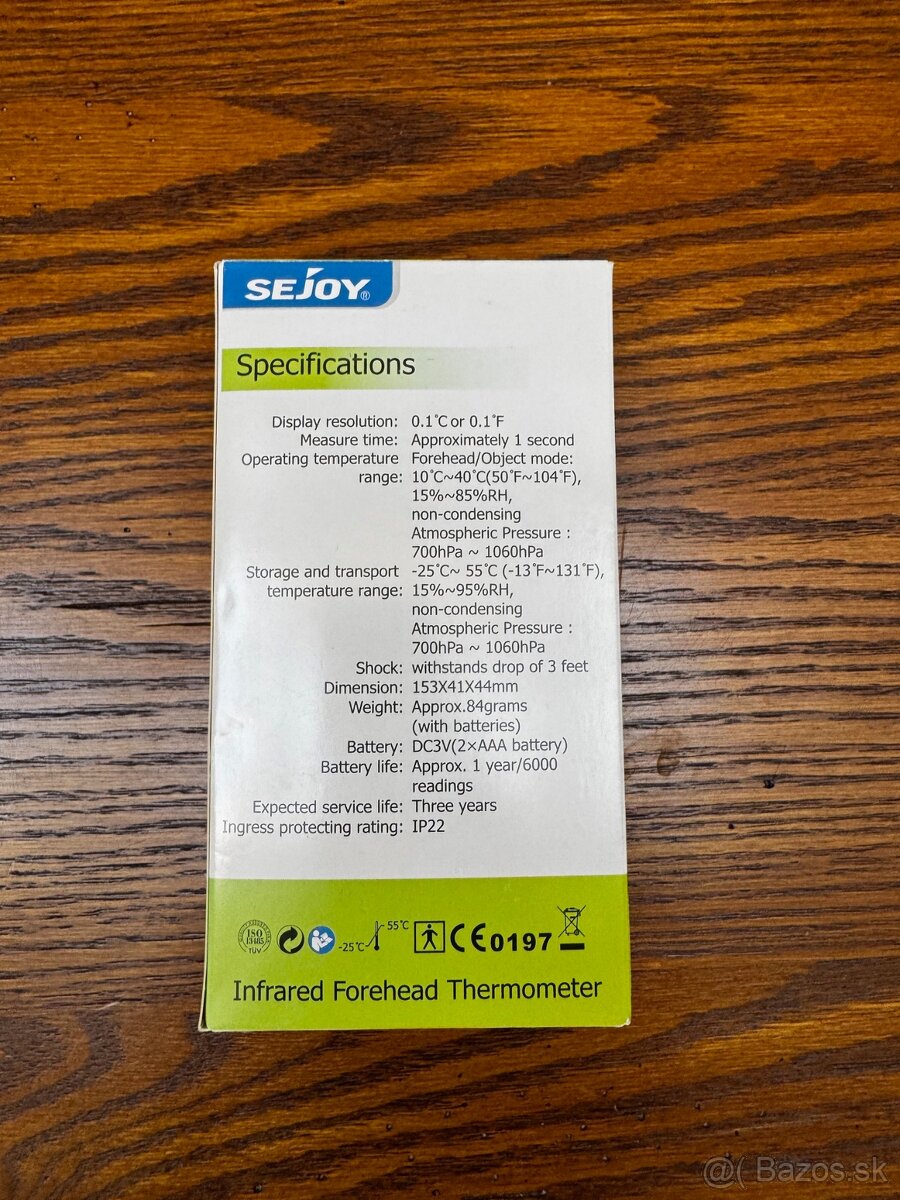 SEJOY®
Specifications
Display resolution: 0.1°C or 0.1°F
Measure time: Approximately 1 second
Operating temperature Forehead/Object mode:
range: 10°C~40°C(50°F~104°F),
15%~85%RH,
non-condensing
Atmospheric Pressure :
700hPa ~ 1060hPa
Storage and transport -25°C~ 55°C (-13°F~131°F),
temperature range: 15%~95%RH,
non-condensing
Atmospheric Pressure :
700hPa ~ 1060hPa
Shock: withstands drop of 3 feet
Dimension: 153X41X44mm
Weight: Approx.84grams
(with batteries)
Battery: DC3V(2×AAA battery)
Battery life: Approx. 1 year/6000
readings
Expected service life: Three years
Ingress protecting rating: IP22
ISO
13485
TÜV
-25°C
55°C
CE0197
Infrared Forehead Thermometer
@( Bazos.sk